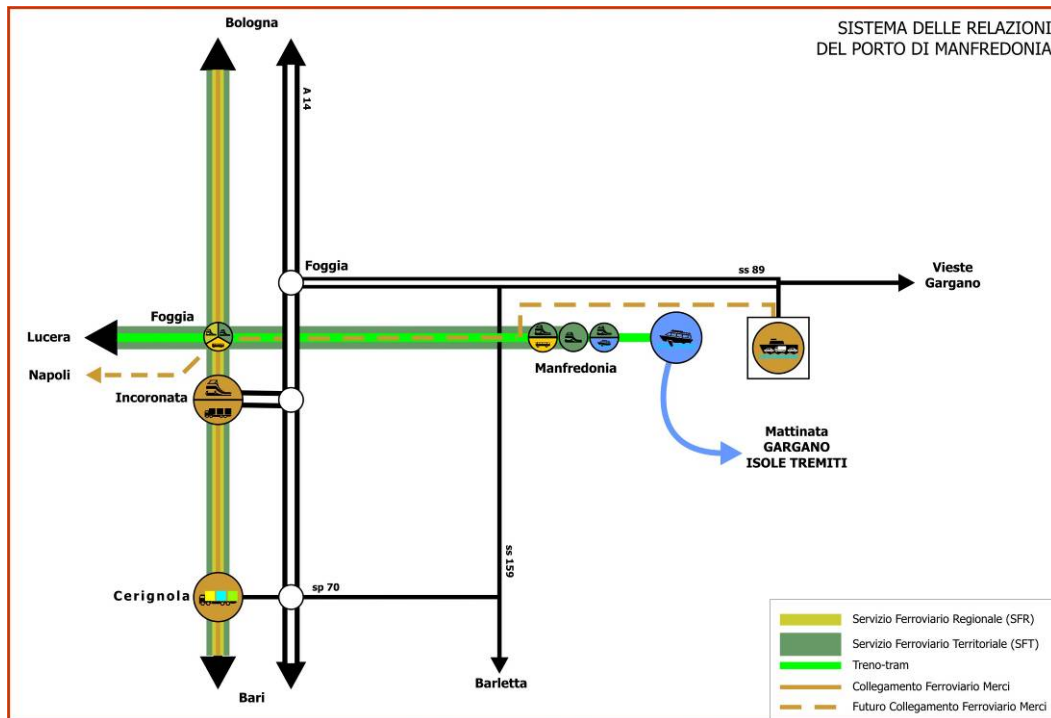 SISTEMA DELLE RELAZIONI
DEL PORTO DI MANFREDONIA
Bologna
A 14
Foggia
ss 89
Vieste
Gargano
Foggia
Lucera
Napoli
Manfredonia
Incoronata
Mattinata
GARGANO
ISOLE TREMITI
ss 159
sp 70
Cerignola
Barletta
Bari
Servizio Ferroviario Regionale (SFR)
Servizio Ferroviario Territoriale (SFT)
Treno-tram
Collegamento Ferroviario Merci
Futuro Collegamento Ferroviario Merci